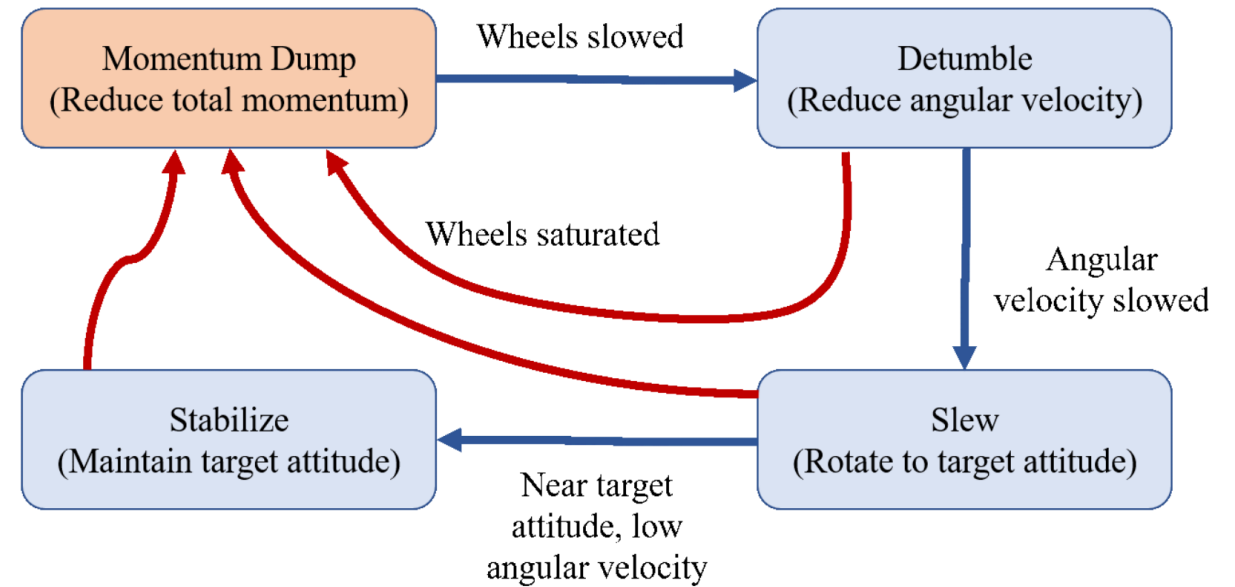 Momentum Dump
(Reduce total momentum)
Wheels slowed
Detumble
(Reduce angular velocity)
Wheels saturated
Angular
velocity slowed
Stabilize
(Maintain target attitude)
Near target
attitude, low
angular velocity
Slew
(Rotate to target attitude)